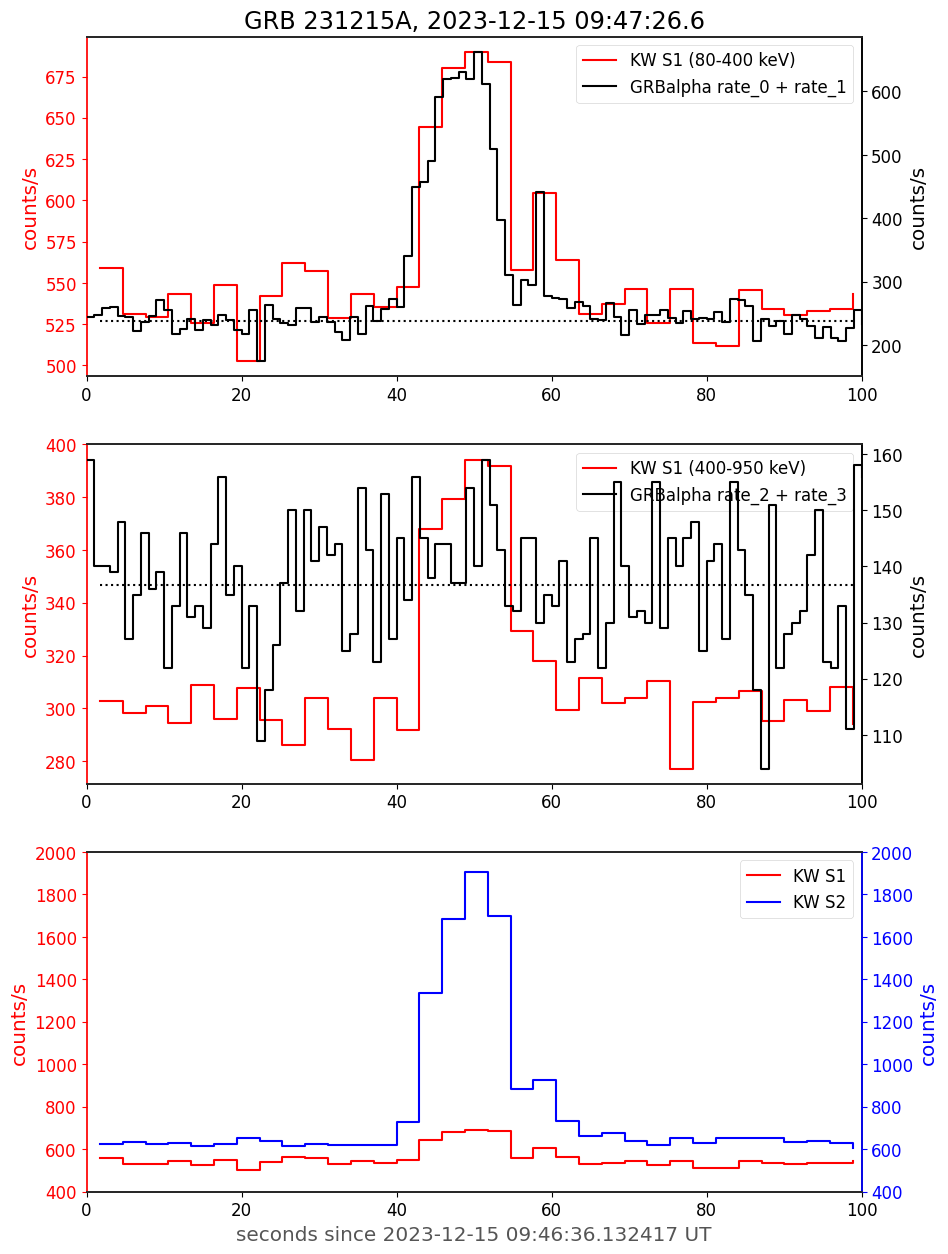 GRB 231215A, 2023-12-15 09:47:26.6
KW S1 (80-400 keV)
GRBalpha rate_0 + rate_1
counts/s
counts/s
675
650
625
600
575
550
525
500
600
500
400
300
200
0 20 40 60 80 100
KW S1 (400-950 keV)
GRBalpha rate_2 + rate_3
counts/s
counts/s
400
380
360
340
320
300
280
160
150
140
130
120
110
0 20 40 60 80 100
KW S1
KW S2
counts/s
counts/s
2000
1800
1600
1400
1200
1000
800
600
400
2000
1800
1600
1400
1200
1000
800
600
400
0 20 40 60 80 100
seconds since 2023-12-15 09:46:36.132417 UT